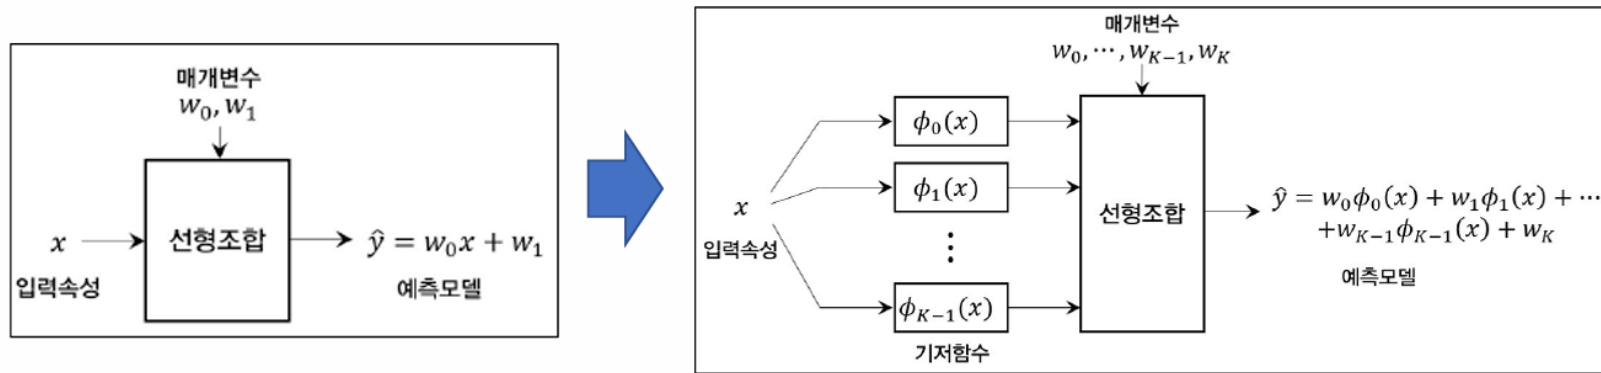 매개변수
w₀, w₁
x
입력속성
선형조합
ŷ = w₀x + w₁
예측모델
매개변수
w₀, ⋯, w_{K−1}, w_K
x
입력속성
ϕ₀(x)
ϕ₁(x)
⋮
ϕ_{K−1}(x)
기저함수
선형조합
ŷ = w₀ϕ₀(x) + w₁ϕ₁(x) + ⋯
+w_{K−1}ϕ_{K−1}(x) + w_K
예측모델